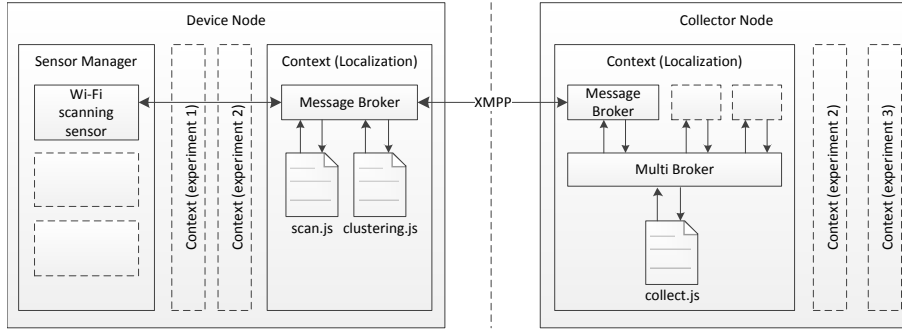 Device Node
Sensor Manager
Wi-Fi
scanning
sensor
Context (experiment 1)
Context (experiment 2)
Context (Localization)
Message Broker
scan.js
clustering.js
XMPP
Collector Node
Context (Localization)
Message
Broker
Multi Broker
collect.js
Context (experiment 2)
Context (experiment 3)